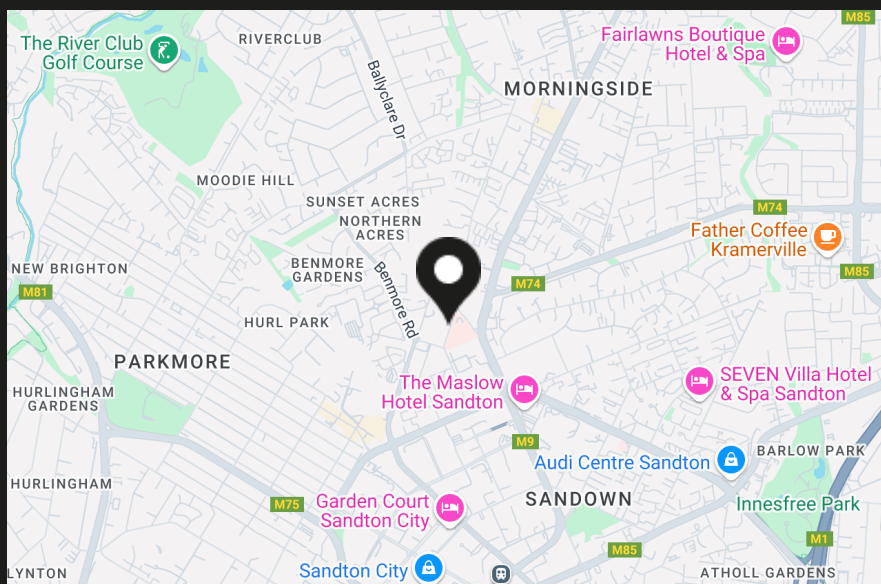 M85
The River Club
Golf Course
RIVERCLUB
Fairlawns Boutique
Hotel & Spa
Ballyclare Dr
MORNINGSIDE
MOODIE HILL
SUNSET ACRES
NORTHERN
ACRES
M74
Father Coffee
Kramerville
NEW BRIGHTON
BENMORE
GARDENS
Benmore Rd
M85
M81
M74
HURL PARK
PARKMORE
The Maslow
Hotel Sandton
SEVEN Villa Hotel
& Spa Sandton
HURLINGHAM
GARDENS
M9
Audi Centre Sandton
BARLOW PARK
HURLINGHAM
SANDOWN
M75
Garden Court
Sandton City
Innesfree Park
M1
M85
Sandton City
LYNTON
ATHOLL GARDENS